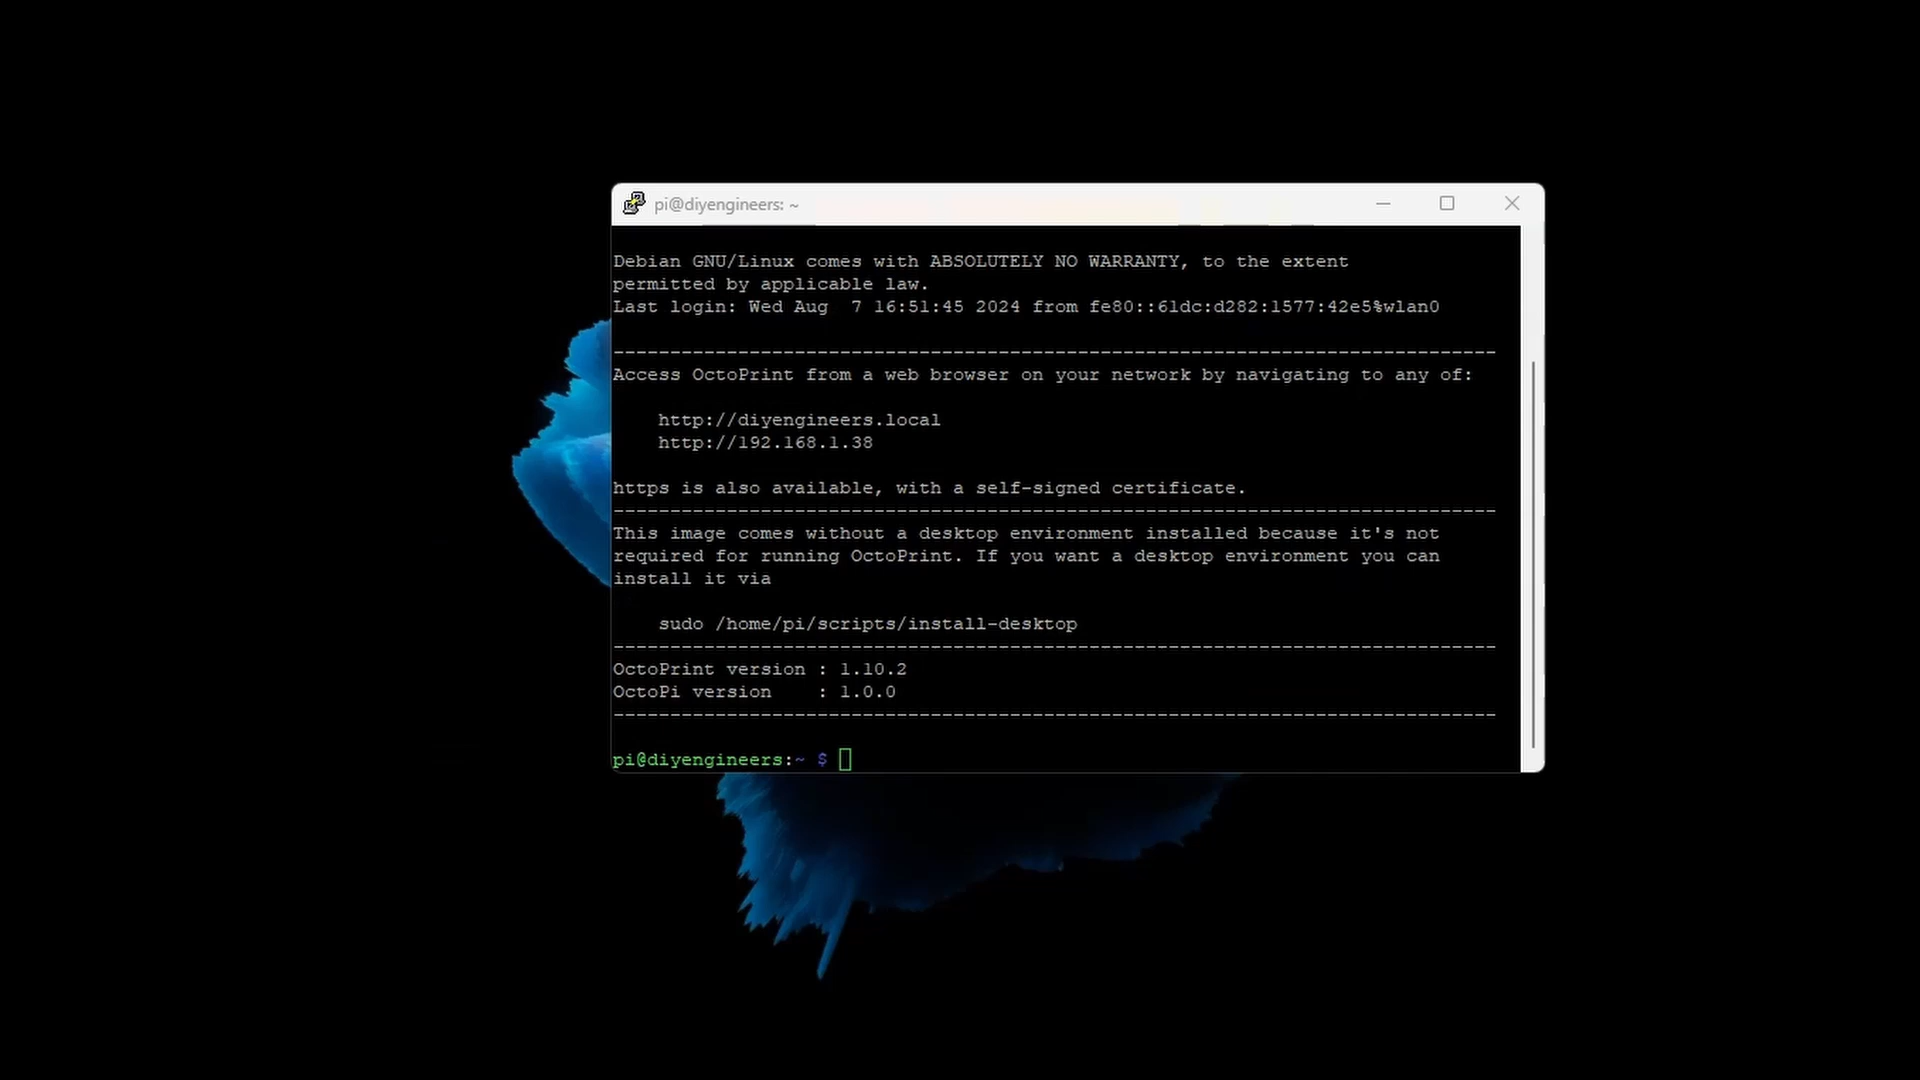 pi@diyengineers: ~
Debian GNU/Linux comes with ABSOLUTELY NO WARRANTY, to the extent
permitted by applicable law.
Last login: Wed Aug  7 16:51:45 2024 from fe80::61dc:d282:1577:42e5%wlan0
------------------------------------------------------------------------------
Access OctoPrint from a web browser on your network by navigating to any of:
    http://diyengineers.local
    http://192.168.1.38
https is also available, with a self-signed certificate.
------------------------------------------------------------------------------
This image comes without a desktop environment installed because it's not
required for running OctoPrint. If you want a desktop environment you can
install it via
    sudo /home/pi/scripts/install-desktop
------------------------------------------------------------------------------
OctoPrint version : 1.10.2
OctoPi version    : 1.0.0
------------------------------------------------------------------------------
pi@diyengineers:~ $